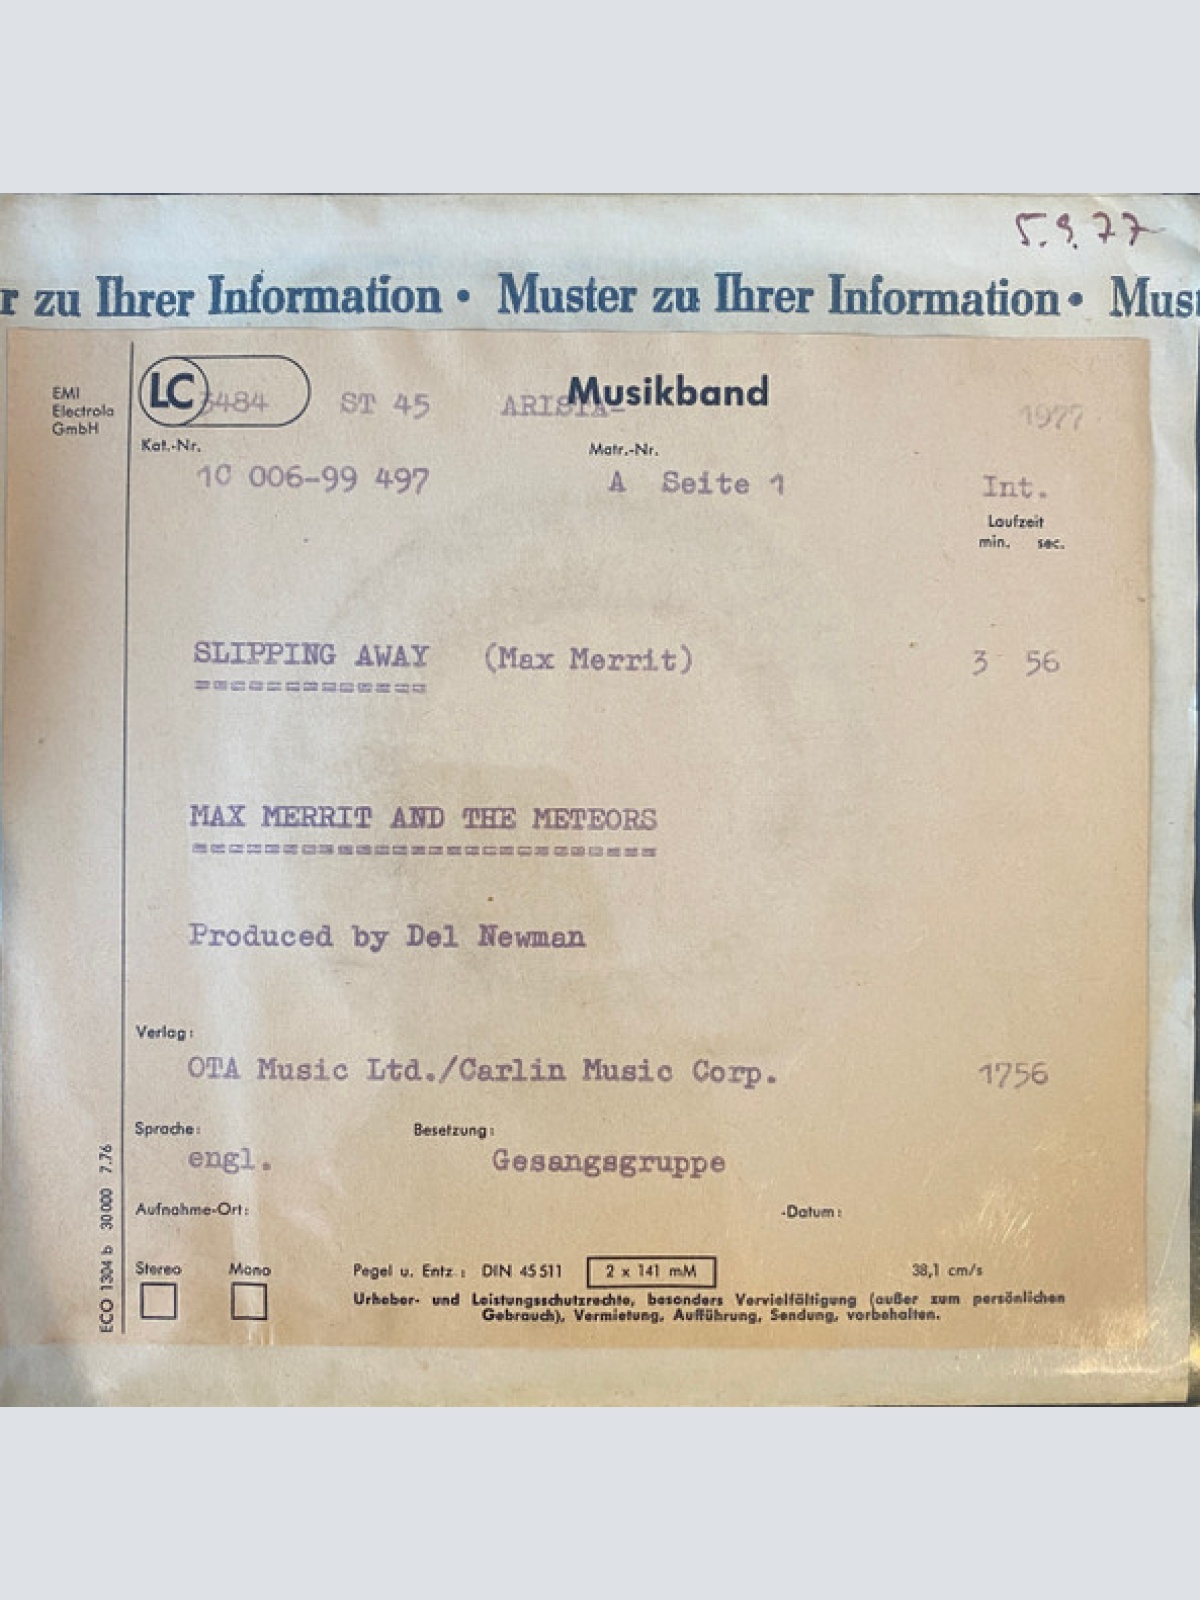 5.9.77
r zu Ihrer Information • Muster zu Ihrer Information • Must
EMI
Electrola
GmbH
LC 3484 ST 45 ARISTA- Musikband 1977
Kat.-Nr. Matr.-Nr.
10 006-99 497 A Seite 1 Int.
Laufzeit
min. sec.
SLIPPING AWAY (Max Merrit) 3 56
MAX MERRIT AND THE METEORS
Produced by Del Newman
Verlag:
OTA Music Ltd./Carlin Music Corp. 1756
Sprache: Besetzung:
engl. Gesangsgruppe
Aufnahme-Ort: -Datum:
Stereo Mono Pegel u. Entz.: DIN 45511 2 x 141 mM 38,1 cm/s
Urheber- und Leistungsschutzrechte, besonders Vervielfältigung (außer zum persönlichen
Gebrauch), Vermietung, Aufführung, Sendung, vorbehalten.
ECO 1304 b 30000 7.76